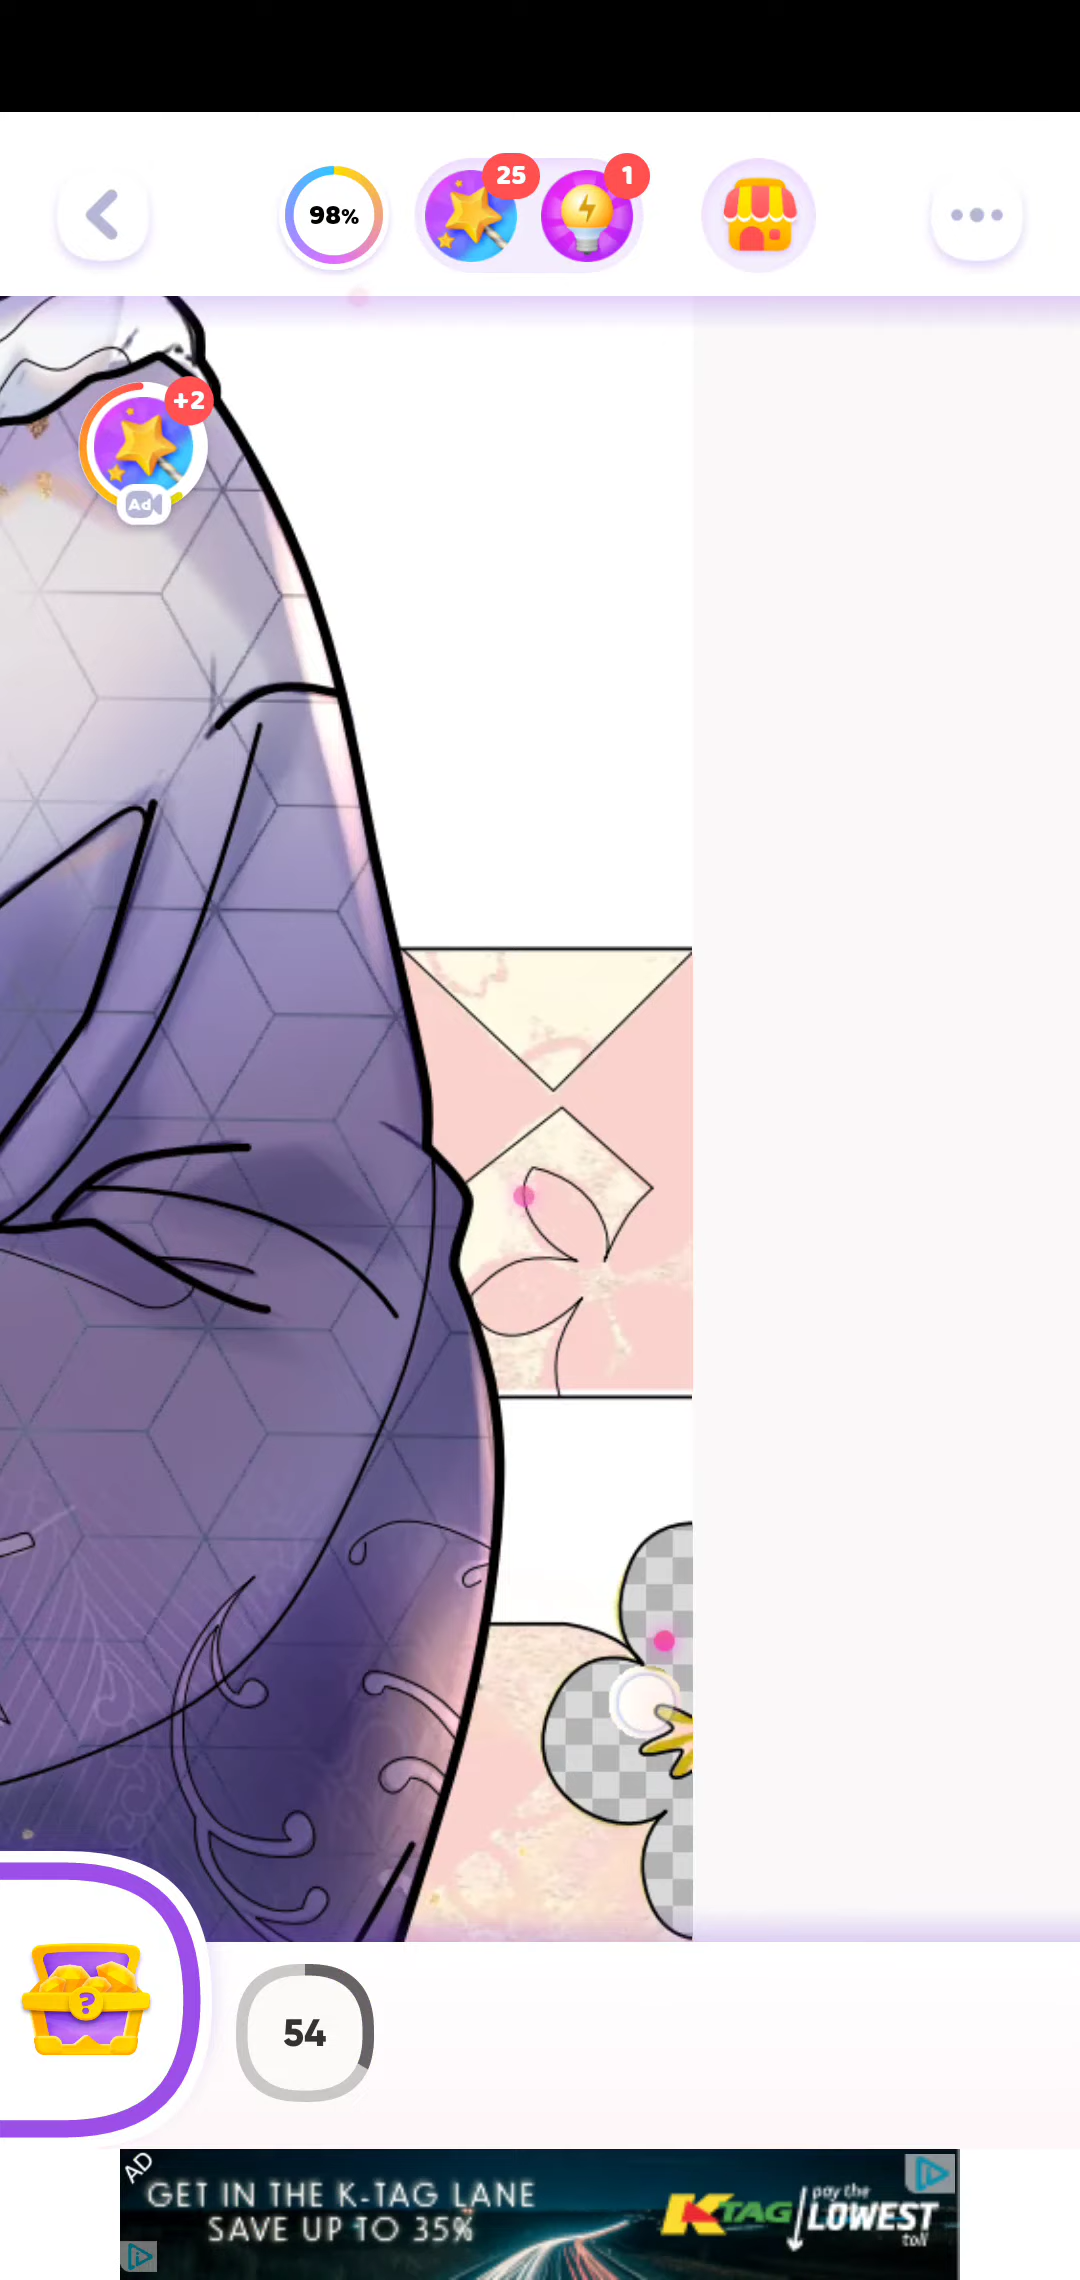 98%
25
1
+2
Ad
?
54
AD
GET IN THE K-TAG LANE
SAVE UP TO 35%
KTAG
pay the
LOWEST
toll